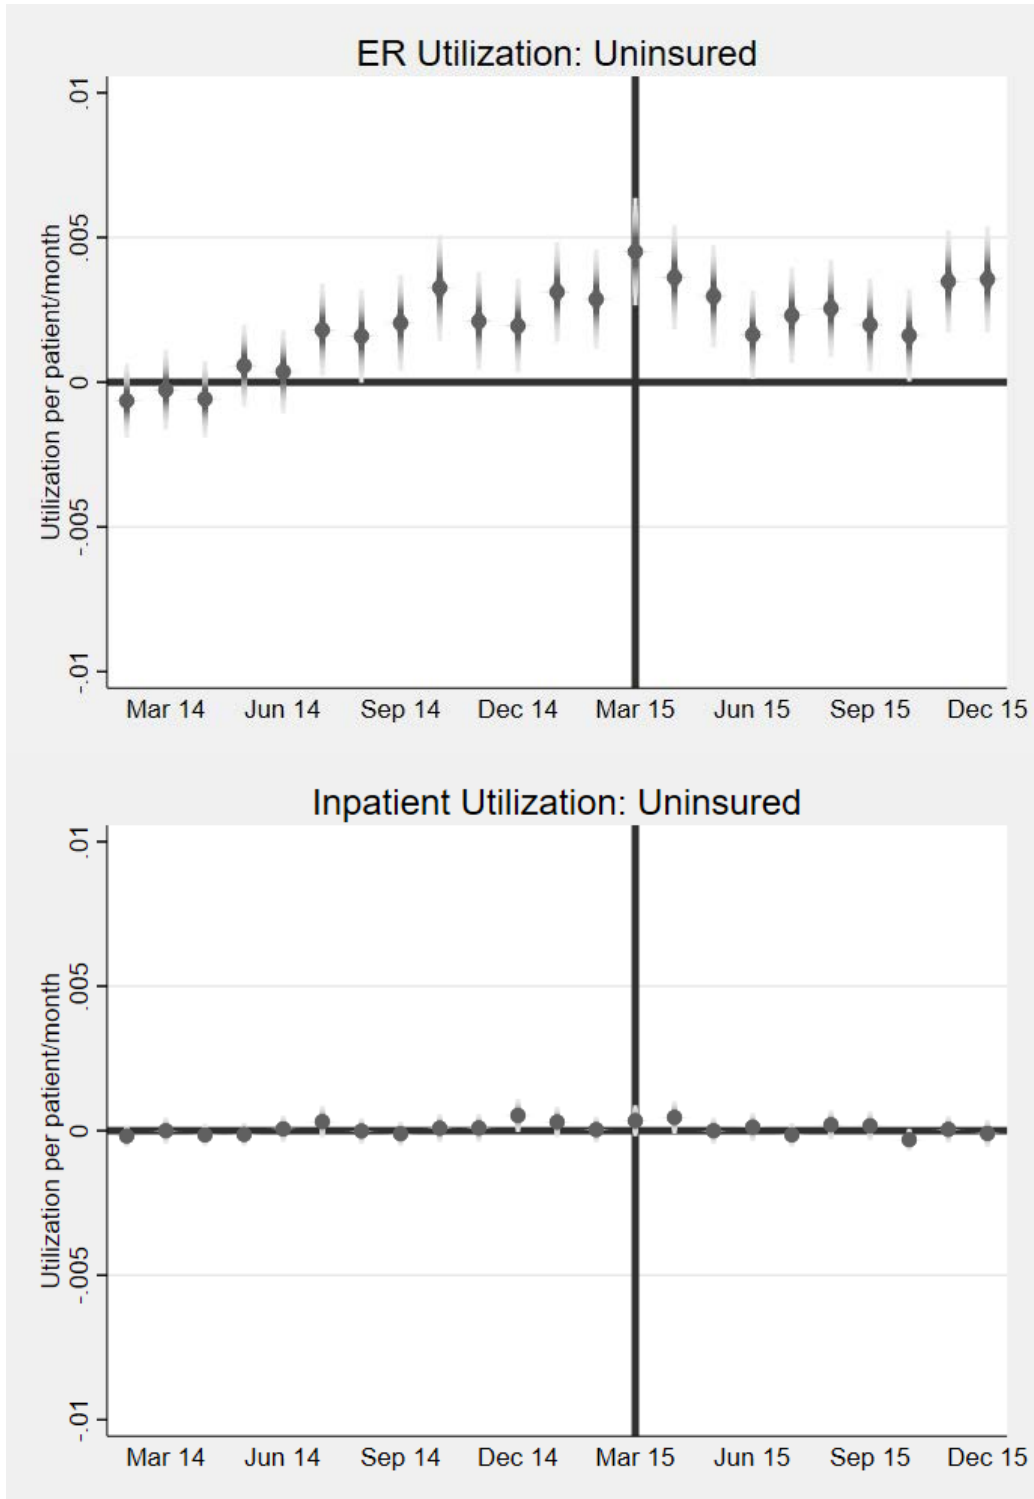 ER Utilization: Uninsured
Utilization per patient/month
.01
.005
0
-.005
-.01
Mar 14 Jun 14 Sep 14 Dec 14 Mar 15 Jun 15 Sep 15 Dec 15
Inpatient Utilization: Uninsured
Utilization per patient/month
.01
.005
0
-.005
-.01
Mar 14 Jun 14 Sep 14 Dec 14 Mar 15 Jun 15 Sep 15 Dec 15